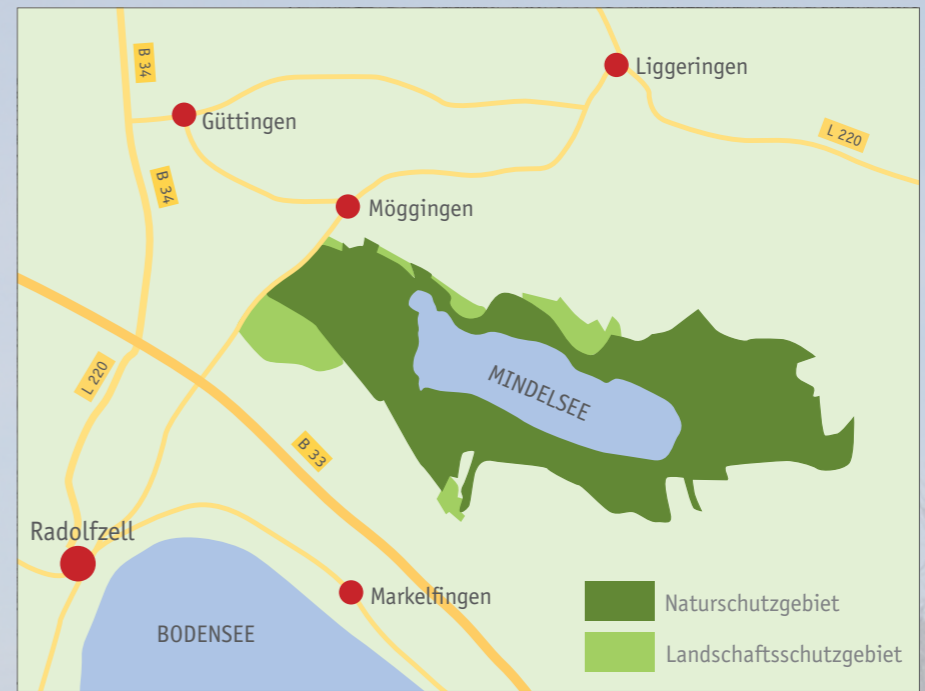 B 34
Liggeringen
Güttingen
L 220
B 34
Möggingen
L 220
MINDELSEE
B 33
Radolfzell
Markelfingen
Naturschutzgebiet
BODENSEE
Landschaftsschutzgebiet